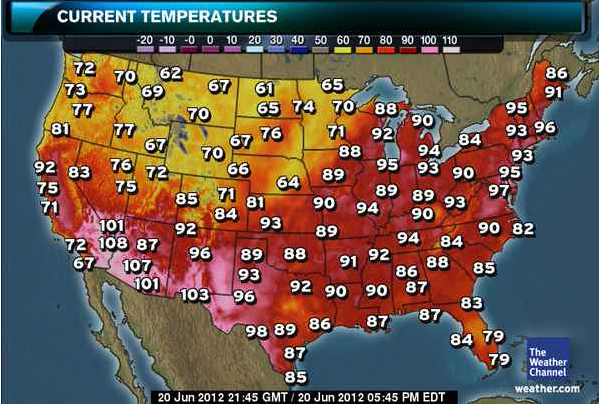 CURRENT TEMPERATURES
-20 -10 -0 0 10 20 30 40 50 60 70 80 90 100 110
72 70 62 67 61 65 86
73 69 91
77 70 65 74 70 88 90 95
81 77 67 67 76 71 92 84 93 96
70 88 94 93
92 83 76 72 66 89 95 93 90 95
75 75 64 97
71 85 71 81 90 94 89 89 93
84 90
101 92 93 89 90 82
72 108 87 96 89 88 91 92 94 84
67 107 93 86 88 85
101 103 96 92 90 90 87 83
98 89 86 87 87 84 79
87 79
85
The
Weather
Channel
weather.com
20 Jun 2012 21:45 GMT / 20 Jun 2012 05:45 PM EDT